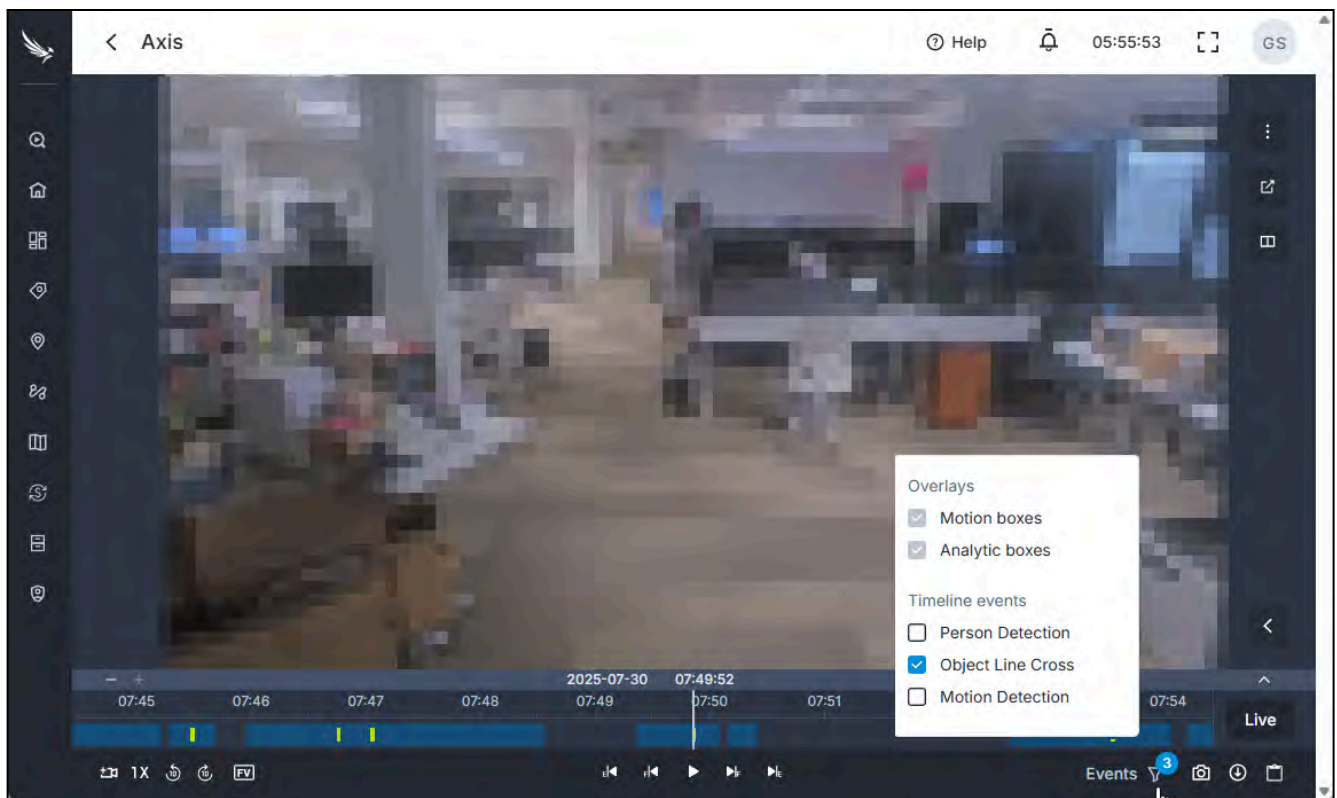 Axis
Help
05:55:53
GS
Overlays
Motion boxes
Analytic boxes
Timeline events
Person Detection
Object Line Cross
Motion Detection
2025-07-30 07:49:52
07:45 07:46 07:47 07:48 07:49 07:50 07:51 07:54
Live
1X 10 10 FV
E F F E
Events 3